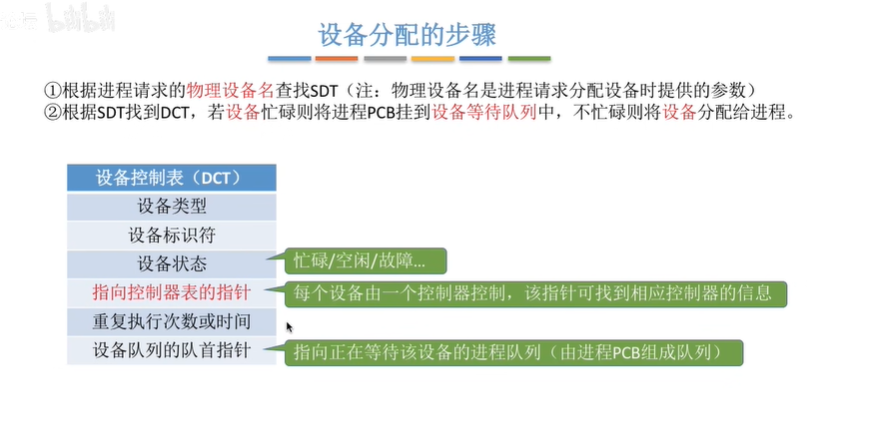 bilibili
设备分配的步骤
①根据进程请求的物理设备名查找SDT（注：物理设备名是进程请求分配设备时提供的参数）
②根据SDT找到DCT，若设备忙碌则将进程PCB挂到设备等待队列中，不忙碌则将设备分配给进程。
设备控制表（DCT）
设备类型
设备标识符
设备状态
忙碌/空闲/故障…
指向控制器表的指针
每个设备由一个控制器控制，该指针可找到相应控制器的信息
重复执行次数或时间
设备队列的队首指针
指向正在等待该设备的进程队列（由进程PCB组成队列）